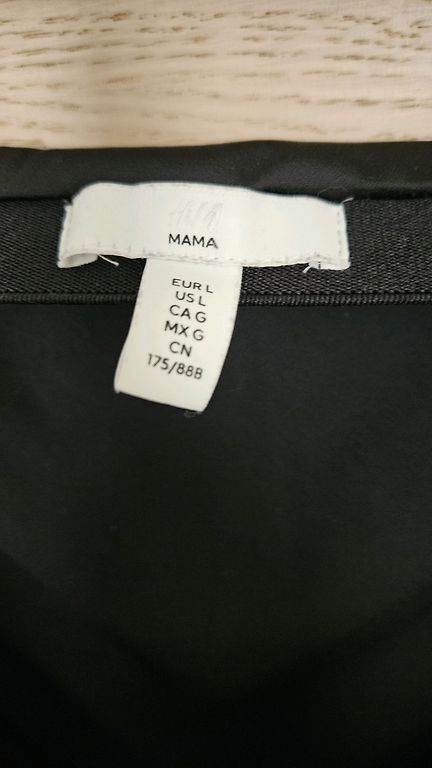 H&M
MAMA
EUR L
US L
CA G
MX G
CN
175/88B